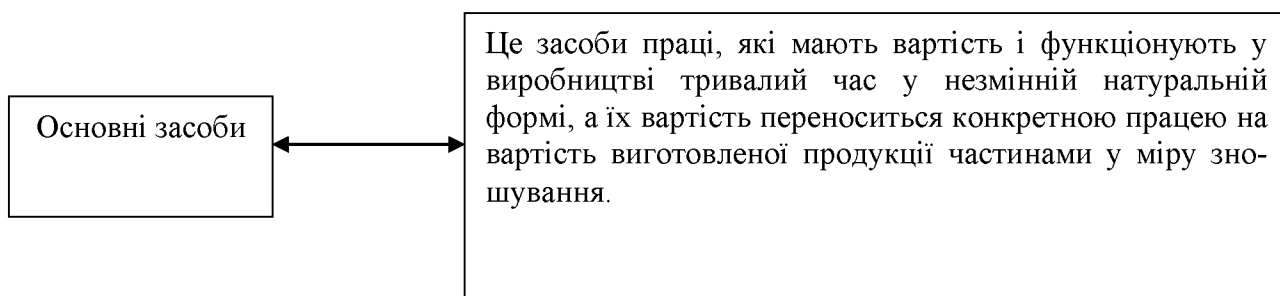 Основні засоби
Це засоби праці, які мають вартість і функціонують у
виробництві тривалий час у незмінній натуральній
формі, а їх вартість переноситься конкретною працею на
вартість виготовленої продукції частинами у міру зно-
шування.